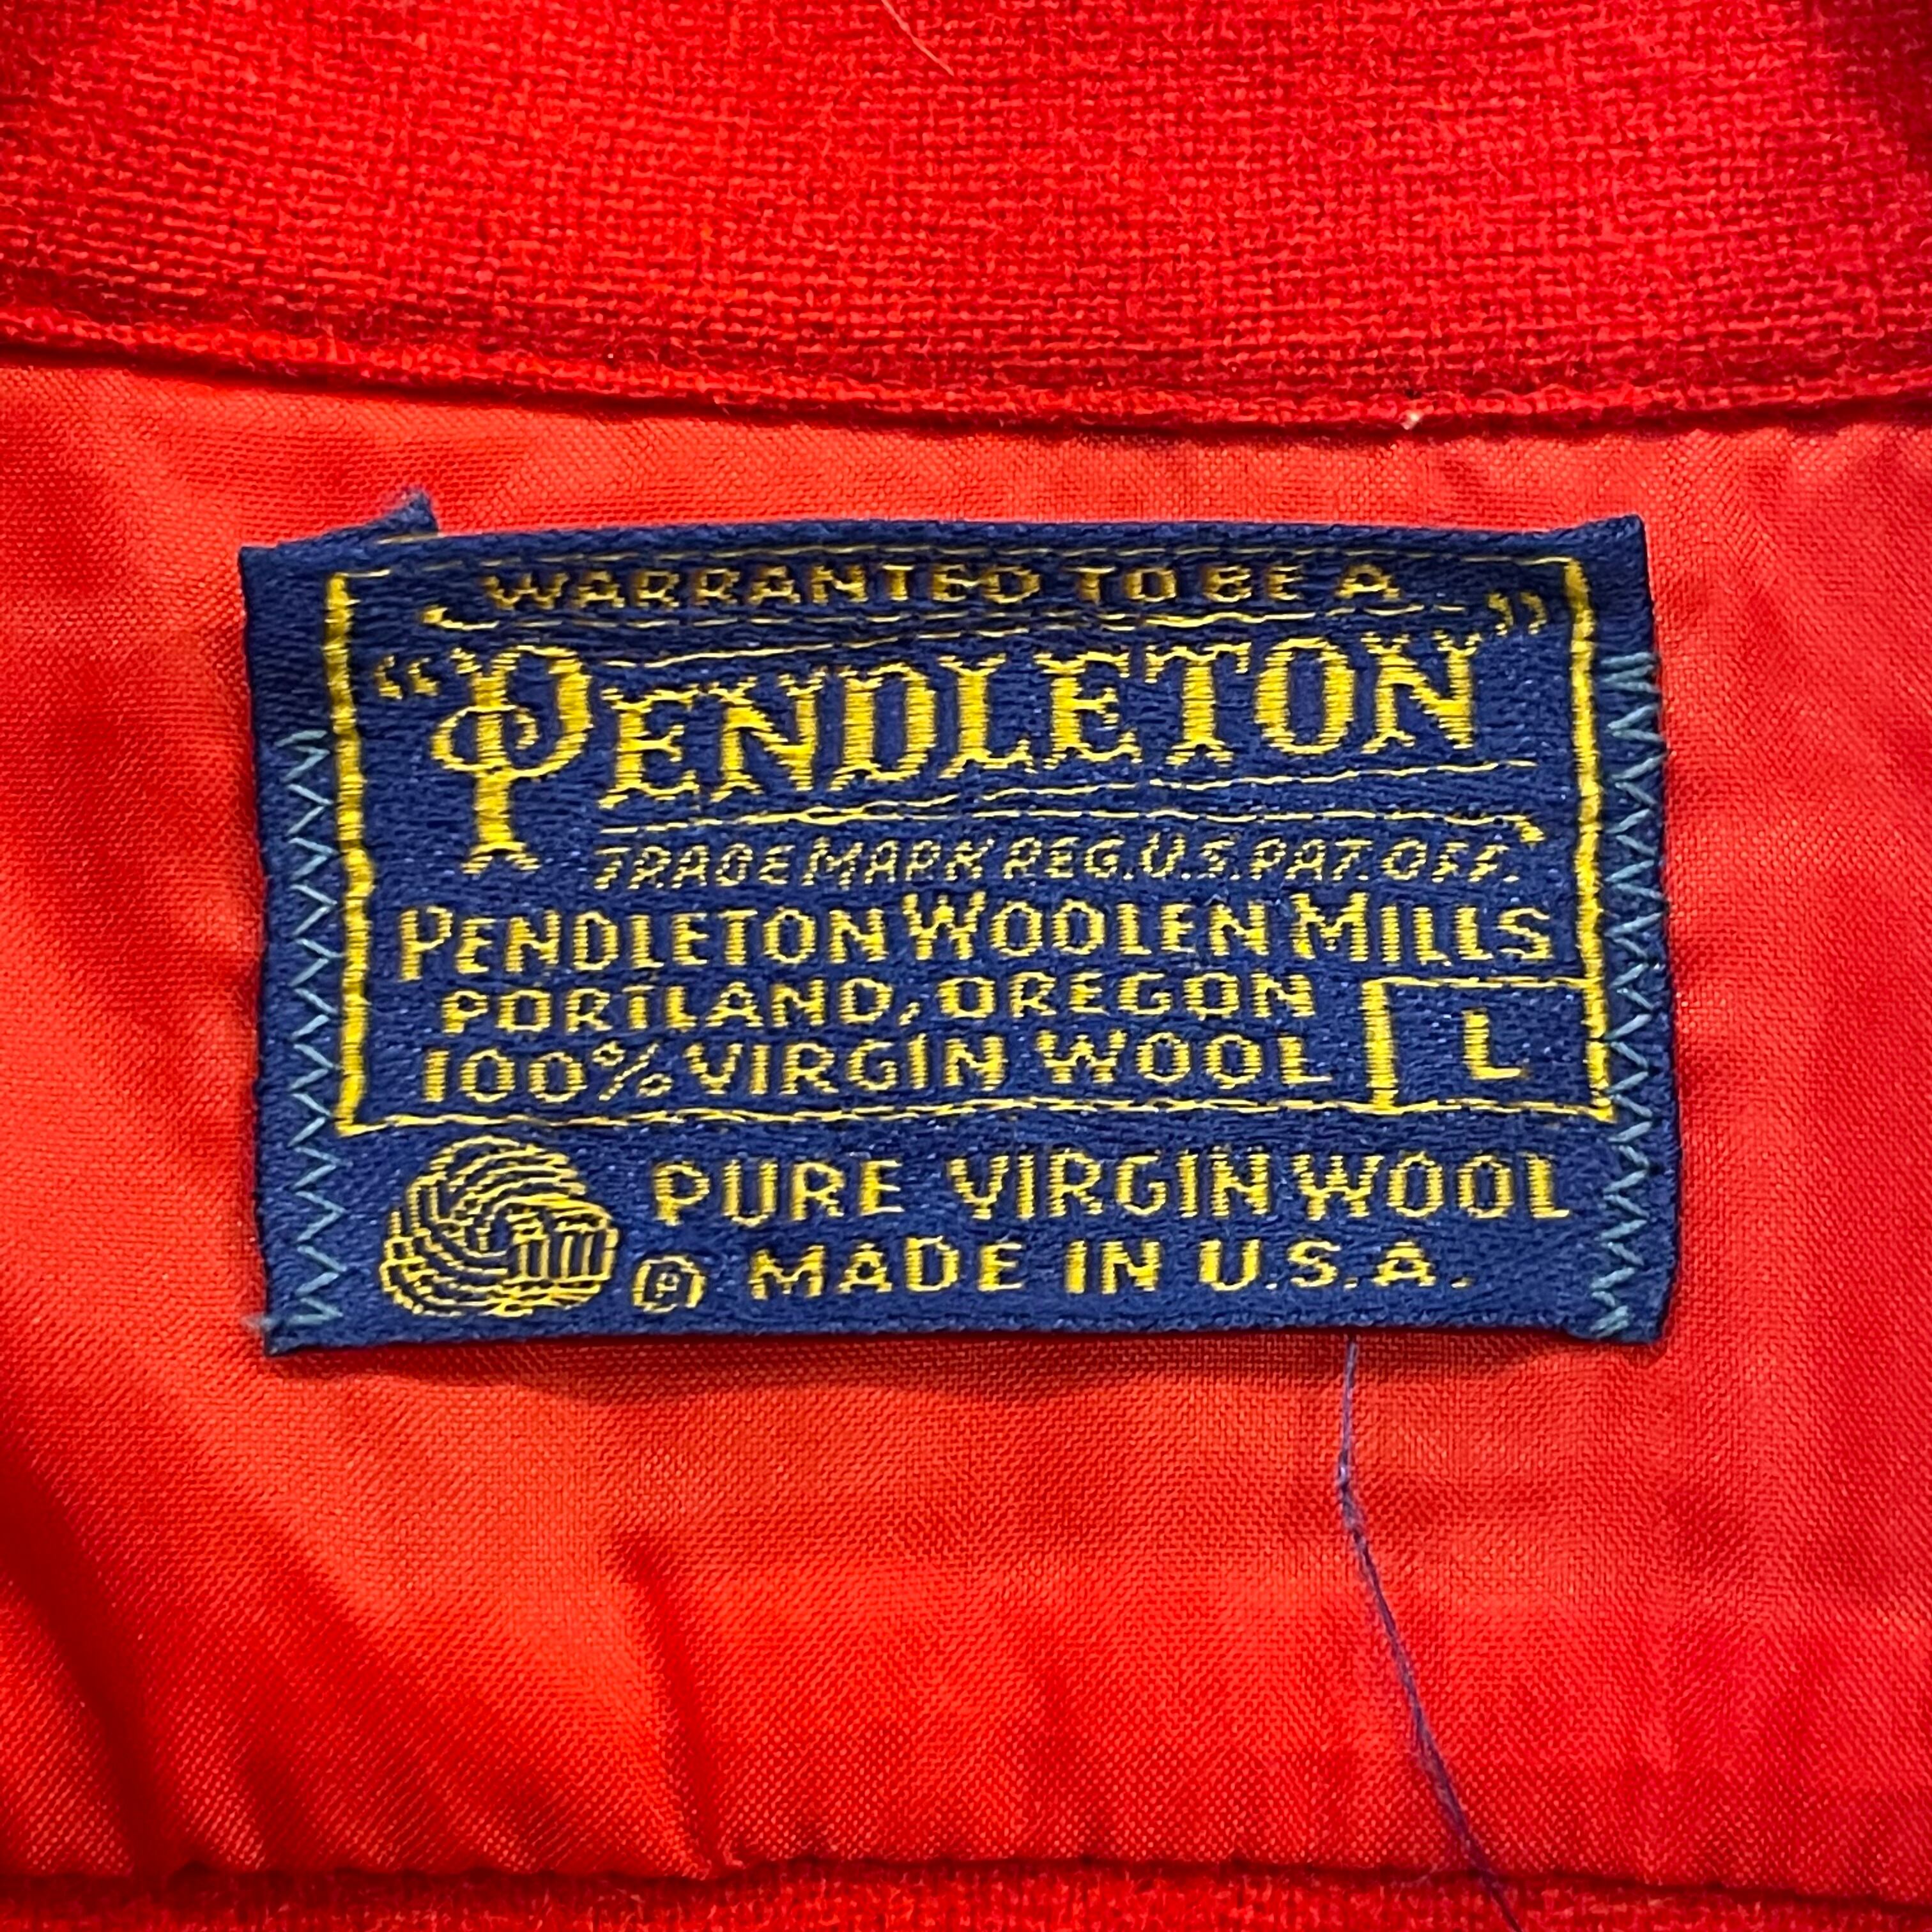 WARRANTED TO BE A
"PENDLETON"
TRADE MARK REG. U.S. PAT. OFF.
PENDLETON WOOLEN MILLS
PORTLAND, OREGON
100% VIRGIN WOOL L
PURE VIRGIN WOOL
® MADE IN U.S.A.